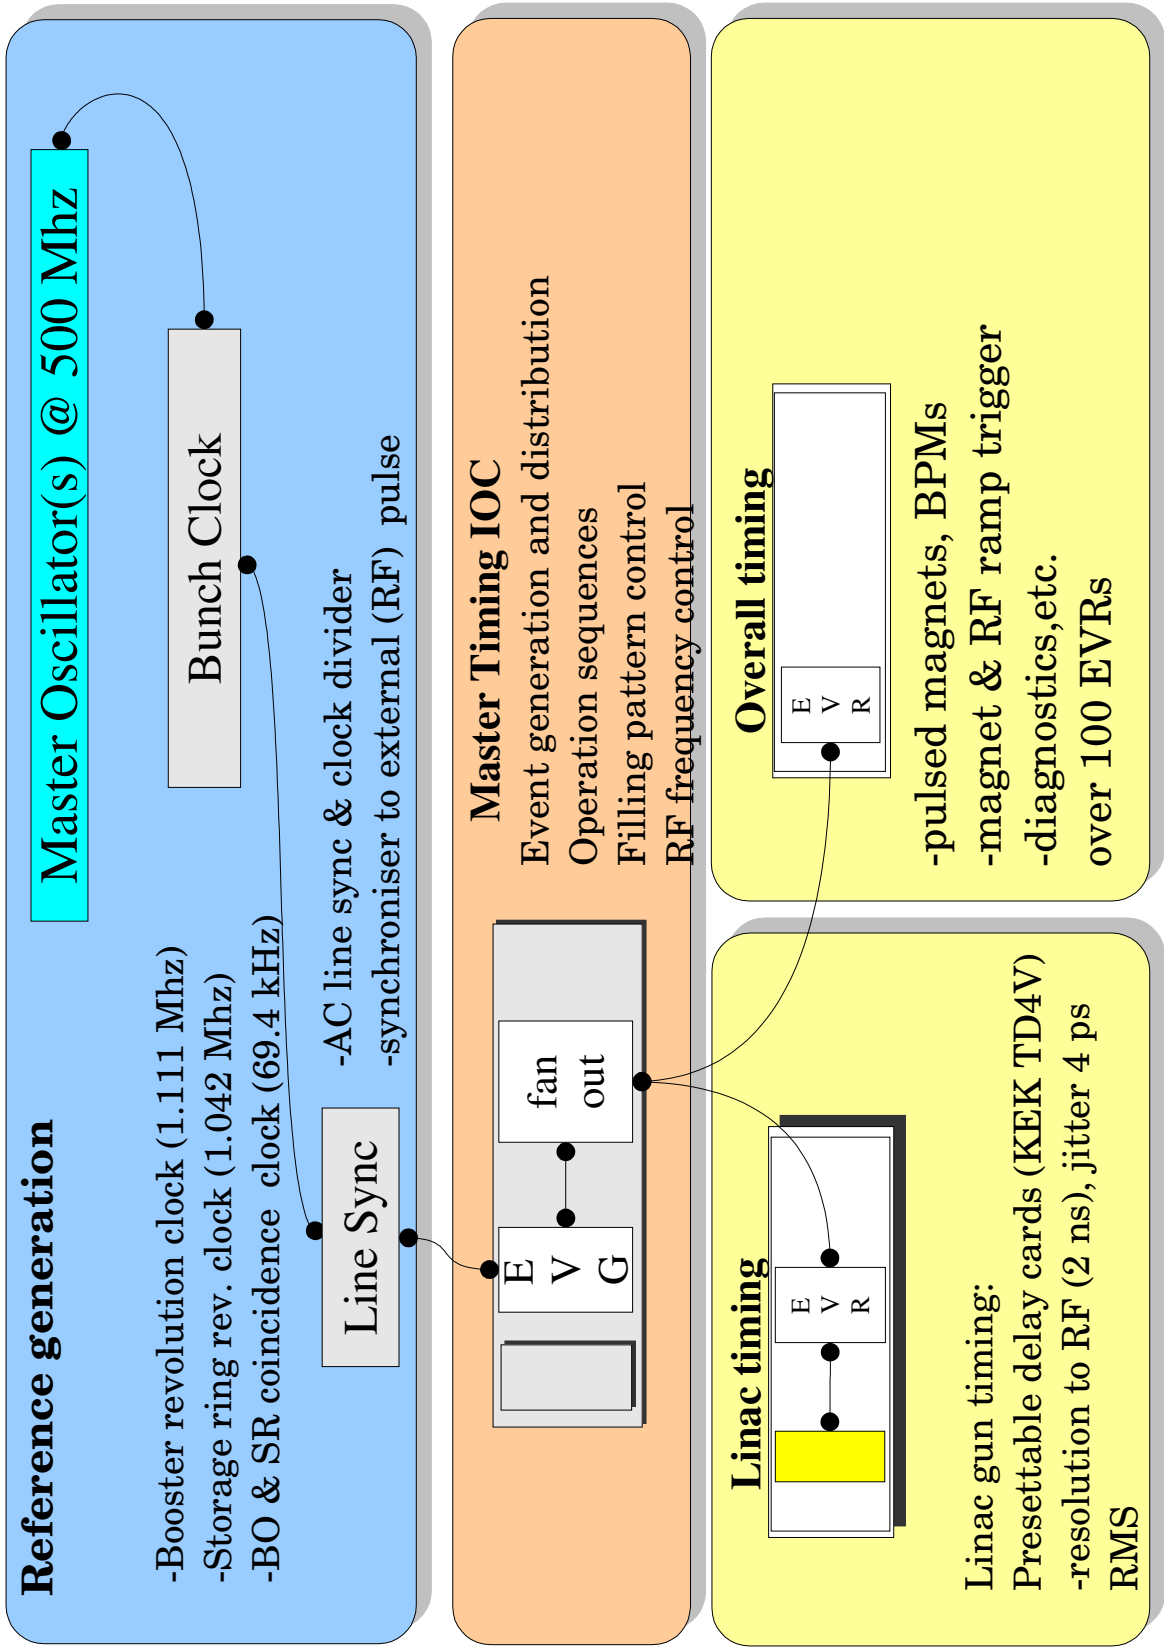 Reference generation
Master Oscillator(s) @ 500 Mhz
-Booster revolution clock (1.111 Mhz)
-Storage ring rev. clock (1.042 Mhz)
-BO & SR coincidence clock (69.4 kHz)
Bunch Clock
Line Sync
-AC line sync & clock divider
-synchroniser to external (RF) pulse
Master Timing IOC
Event generation and distribution
Operation sequences
Filling pattern control
RF frequency control
E
V
G
fan
out
Linac timing
E
V
R
Linac gun timing:
Presettable delay cards (KEK TD4V)
-resolution to RF (2 ns), jitter 4 ps
RMS
Overall timing
E
V
R
-pulsed magnets, BPMs
-magnet & RF ramp trigger
-diagnostics,etc.
over 100 EVRs